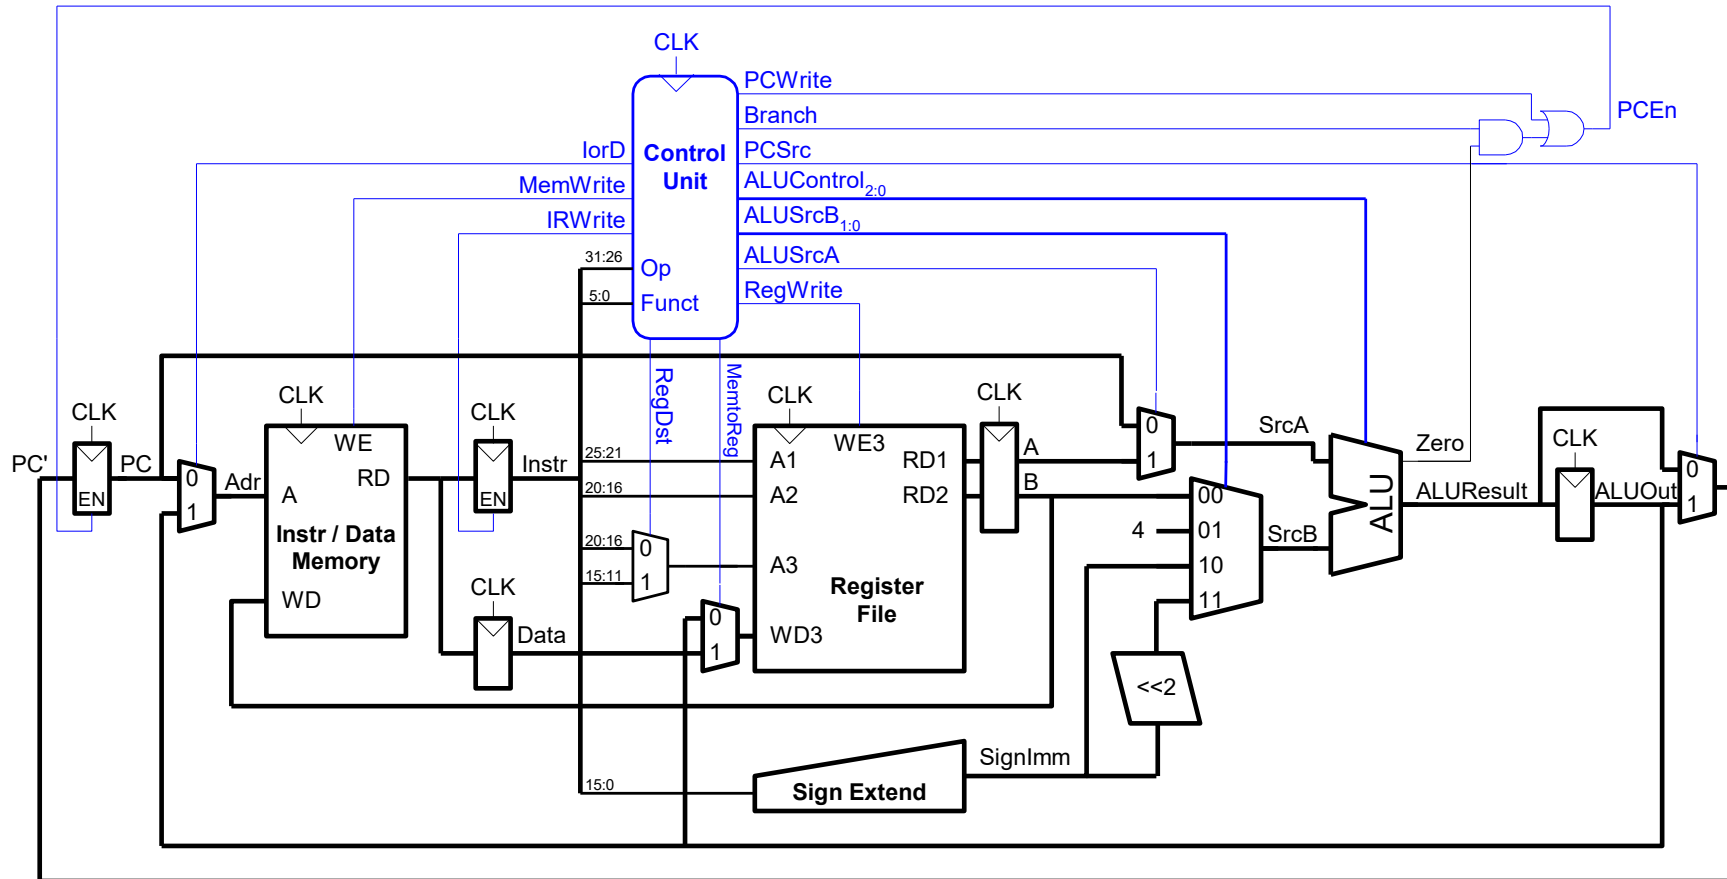 CLK
PCWrite
Branch
PCEn
IorD
Control
Unit
PCSrc
MemWrite
ALUControl2:0
IRWrite
ALUSrcB1:0
31:26
Op
ALUSrcA
5:0
Funct
RegWrite
RegDst
MemtoReg
CLK
CLK
CLK
CLK
CLK
PC'
EN
PC
0
1
Adr
WE
A
RD
Instr / Data
Memory
WD
EN
Instr
25:21
20:16
20:16
15:11
0
1
CLK
Data
0
1
WE3
A1
RD1
A2
RD2
A3
Register
File
WD3
A
B
0
1
SrcA
00
4
01
10
11
SrcB
<<2
Zero
ALU
ALUResult
CLK
ALUOut
0
1
SignImm
15:0
Sign Extend